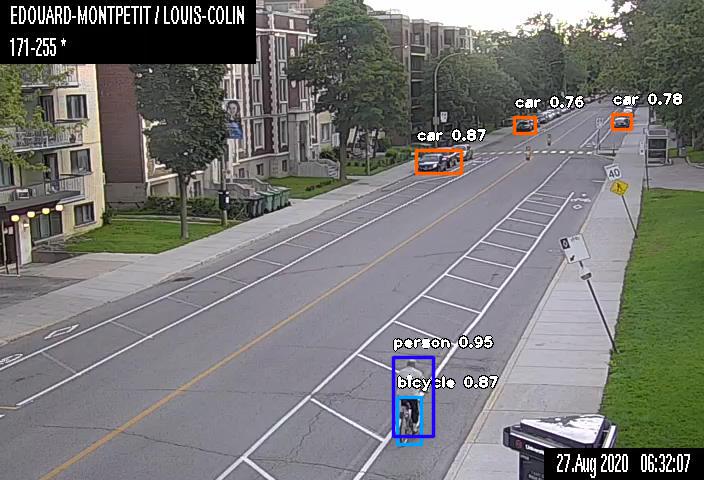 EDOUARD-MONTPETIT / LOUIS-COLIN
171-255 *
car 0.76
car 0.78
car 0.87
40
person 0.95
bicycle 0.87
27.Aug 2020 06:32:07